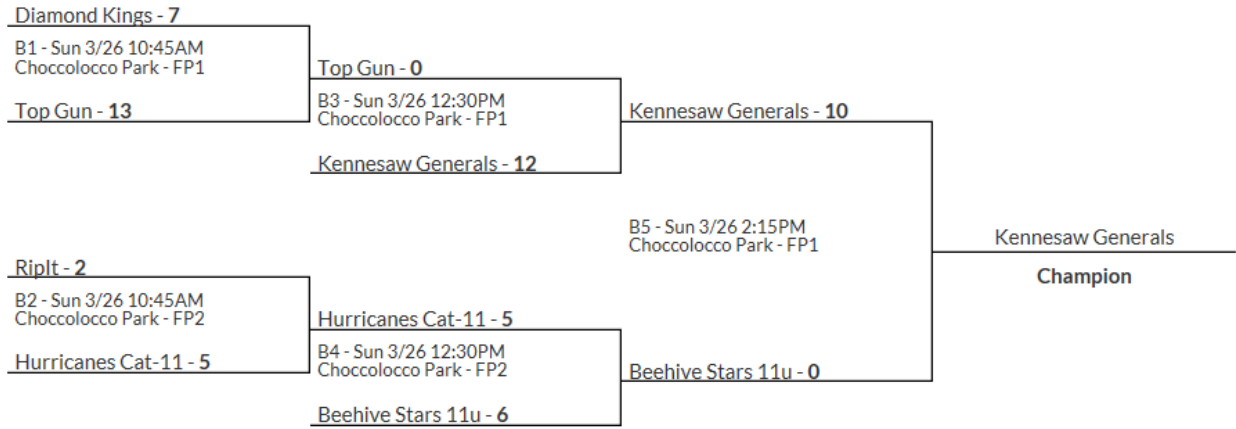 Diamond Kings - 7
B1 - Sun 3/26 10:45AM
Choccolocco Park - FP1
Top Gun - 13
RipIt - 2
B2 - Sun 3/26 10:45AM
Choccolocco Park - FP2
Hurricanes Cat-11 - 5
Top Gun - 0
B3 - Sun 3/26 12:30PM
Choccolocco Park - FP1
Kennesaw Generals - 12
Hurricanes Cat-11 - 5
B4 - Sun 3/26 12:30PM
Choccolocco Park - FP2
Beehive Stars 11u - 6
Kennesaw Generals - 10
B5 - Sun 3/26 2:15PM
Choccolocco Park - FP1
Beehive Stars 11u - 0
Kennesaw Generals
Champion